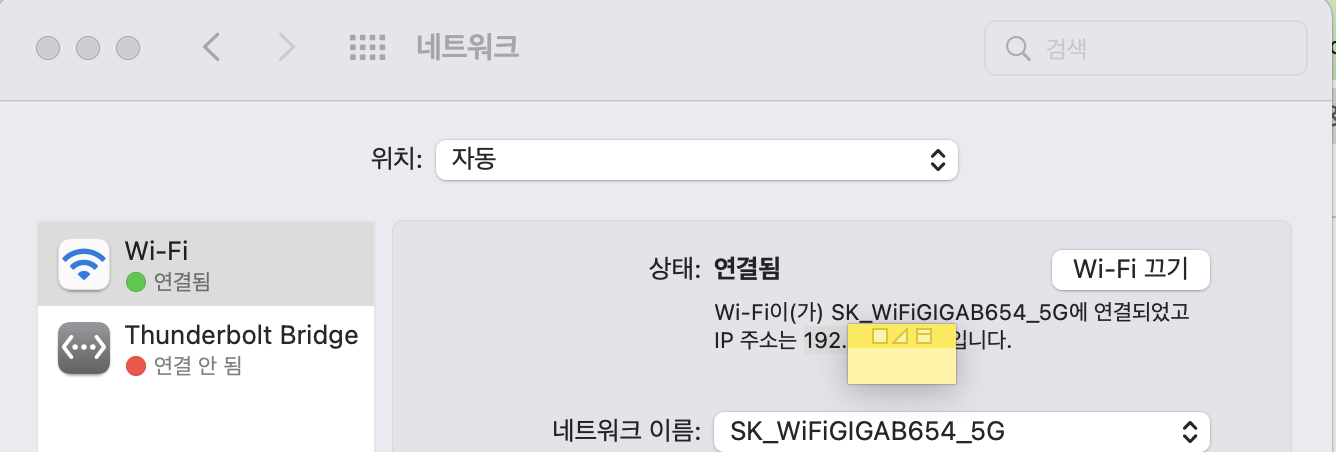 네트워크
검색
위치: 자동
Wi-Fi
연결됨
Thunderbolt Bridge
연결 안 됨
상태: 연결됨
Wi-Fi 끄기
Wi-Fi이(가) SK_WiFiGIGAB654_5G에 연결되었고
IP 주소는 192. 입니다.
네트워크 이름: SK_WiFiGIGAB654_5G